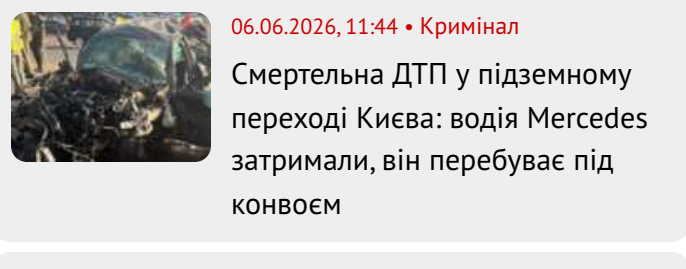 06.06.2026, 11:44 • Кримінал
Смертельна ДТП у підземному
переході Києва: водія Mercedes
затримали, він перебуває під
конвоєм